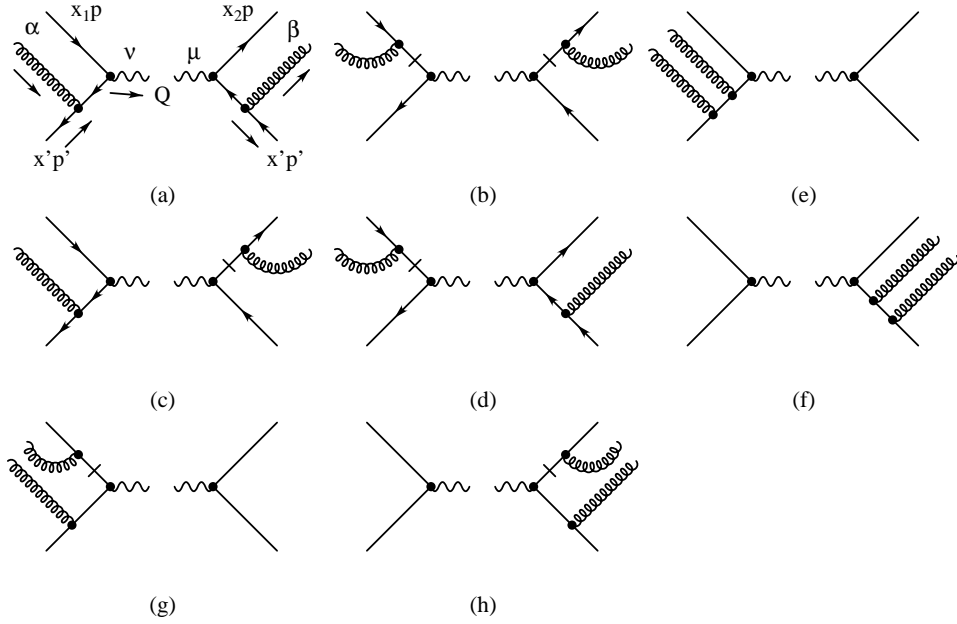 x₁p x₂p
α ν μ β
Q
x'p' x'p'
(a) (b) (e)
(c) (d) (f)
(g) (h)